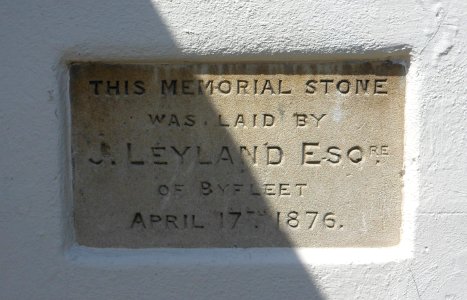 THIS MEMORIAL STONE
WAS LAID BY
J. LEYLAND ESQRE
OF BYFLEET
APRIL 17TH 1876.